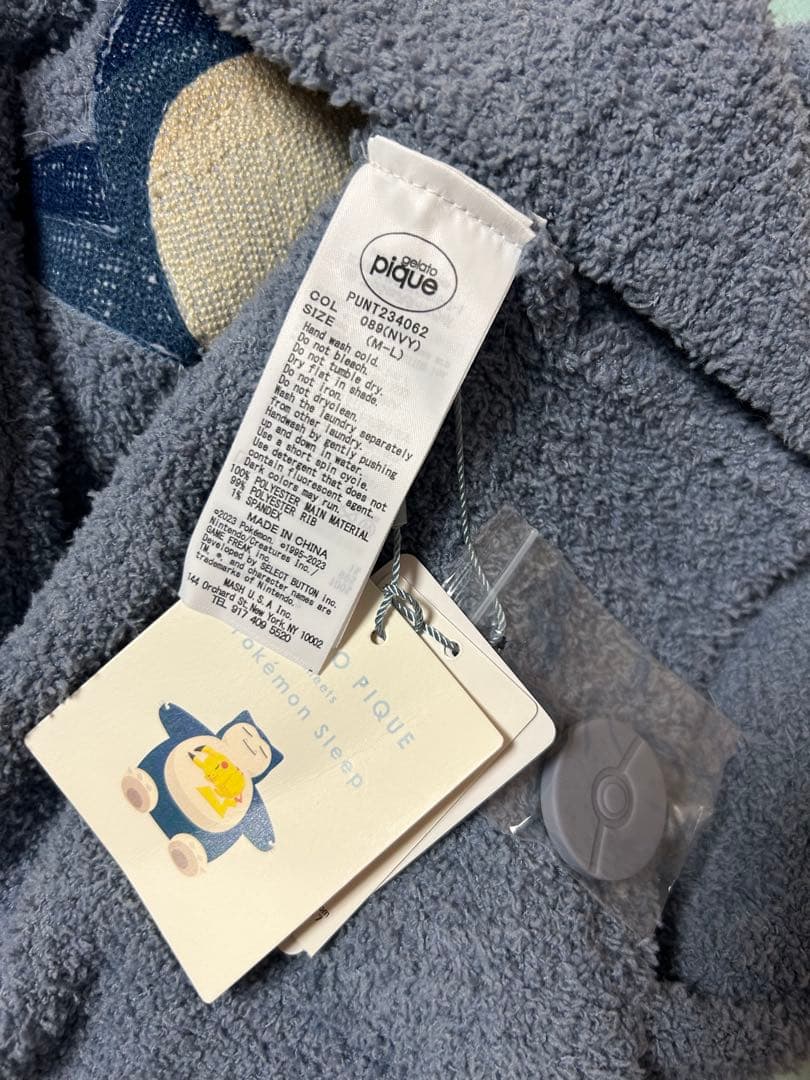 gelato
pique
PUNT234062
COL 089(NVY)
SIZE (M-L)
Hand wash cold.
Do not bleach.
Do not tumble dry.
Dry flat in shade.
Do not iron.
Do not dryclean.
Wash the laundry separately
from other laundry.
Handwash by gently pushing
up and down in water.
Use a short spin cycle.
Use detergent that does not
contain fluorescent agent.
Dark colors may run.
100% POLYESTER MAIN MATERIAL
99% POLYESTER RIB
1% SPANDEX
MADE IN CHINA
©2023 Pokémon. ©1995-2023
Nintendo/Creatures Inc./
GAME FREAK inc.
Developed by SELECT BUTTON inc.
TM, ®, and character names are
trademarks of Nintendo.
MASH U.S.A Inc.
144 Orchard St, New York, NY 10002
TEL 917 409 5520
O PIQUE
meets
Pokémon Sleep